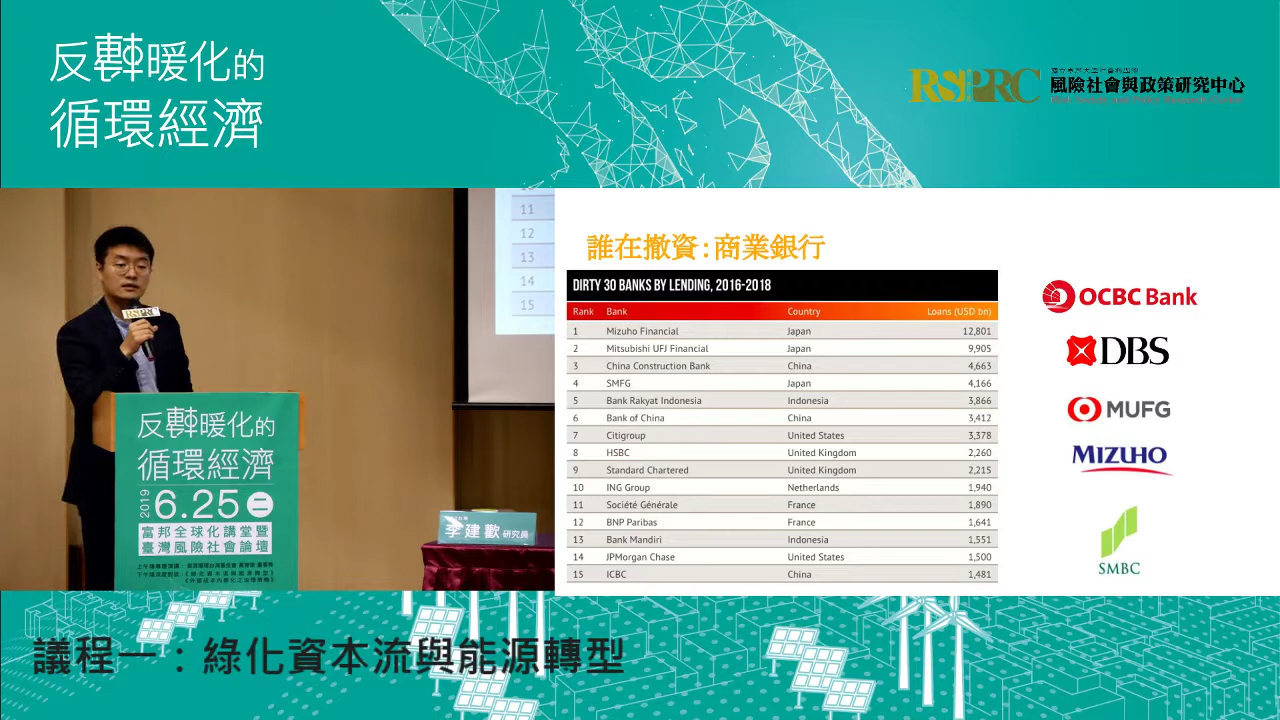 反轉暖化的
循環經濟
RSPRC
風險社會與政策研究中心
11
12
13
14
15
RSPRC
反轉暖化的
循環經濟
2019
6.25 二
富邦全球化講堂暨
臺灣風險社會論壇
李建歡 研究員
誰在撤資:商業銀行
DIRTY 30 BANKS BY LENDING, 2016-2018
Rank Bank Country Loans (USD bn)
1 Mizuho Financial Japan 12,801
2 Mitsubishi UFJ Financial Japan 9,905
3 China Construction Bank China 4,663
4 SMFG Japan 4,166
5 Bank Rakyat Indonesia Indonesia 3,866
6 Bank of China China 3,412
7 Citigroup United States 3,378
8 HSBC United Kingdom 2,260
9 Standard Chartered United Kingdom 2,215
10 ING Group Netherlands 1,940
11 Société Générale France 1,890
12 BNP Paribas France 1,641
13 Bank Mandiri Indonesia 1,551
14 JPMorgan Chase United States 1,500
15 ICBC China 1,481
OCBC Bank
DBS
MUFG
MIZUHO
SMBC
議程一：綠化資本流與能源轉型